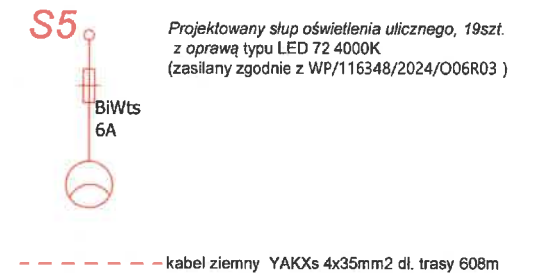 S5
Projektowany słup oświetlenia ulicznego, 19szt.
z oprawą typu LED 72 4000K
(zasilany zgodnie z WP/116348/2024/O06R03 )
BiWts
6A
kabel ziemny YAKXs 4x35mm2 dł. trasy 608m